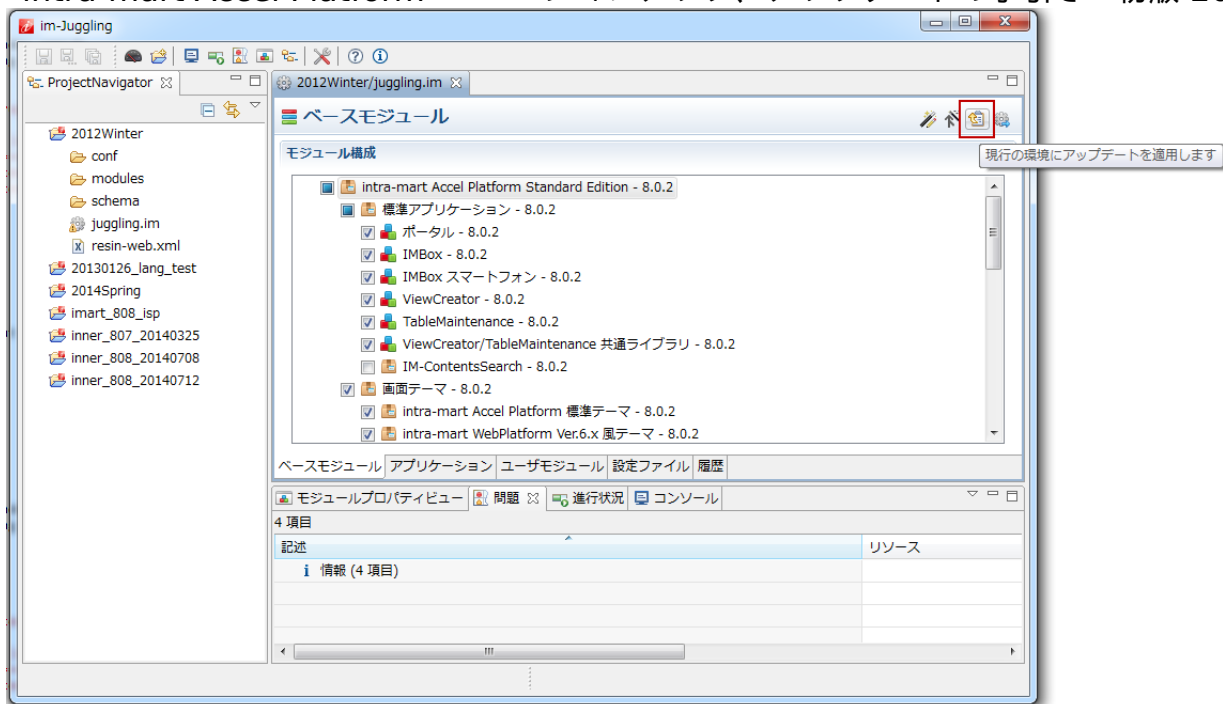 im-Juggling
ProjectNavigator
2012Winter/juggling.im
ベースモジュール
2012Winter
conf
modules
schema
juggling.im
resin-web.xml
20130126_lang_test
2014Spring
imart_808_isp
inner_807_20140325
inner_808_20140708
inner_808_20140712
モジュール構成
現行の環境にアップデートを適用します
intra-mart Accel Platform Standard Edition - 8.0.2
標準アプリケーション - 8.0.2
ポータル - 8.0.2
IMBox - 8.0.2
IMBox スマートフォン - 8.0.2
ViewCreator - 8.0.2
TableMaintenance - 8.0.2
ViewCreator/TableMaintenance 共通ライブラリ - 8.0.2
IM-ContentsSearch - 8.0.2
画面テーマ - 8.0.2
intra-mart Accel Platform 標準テーマ - 8.0.2
intra-mart WebPlatform Ver.6.x 風テーマ - 8.0.2
ベースモジュール アプリケーション ユーザモジュール 設定ファイル 履歴
モジュールプロパティビュー 問題 進行状況 コンソール
4 項目
記述 リソース
情報 (4 項目)